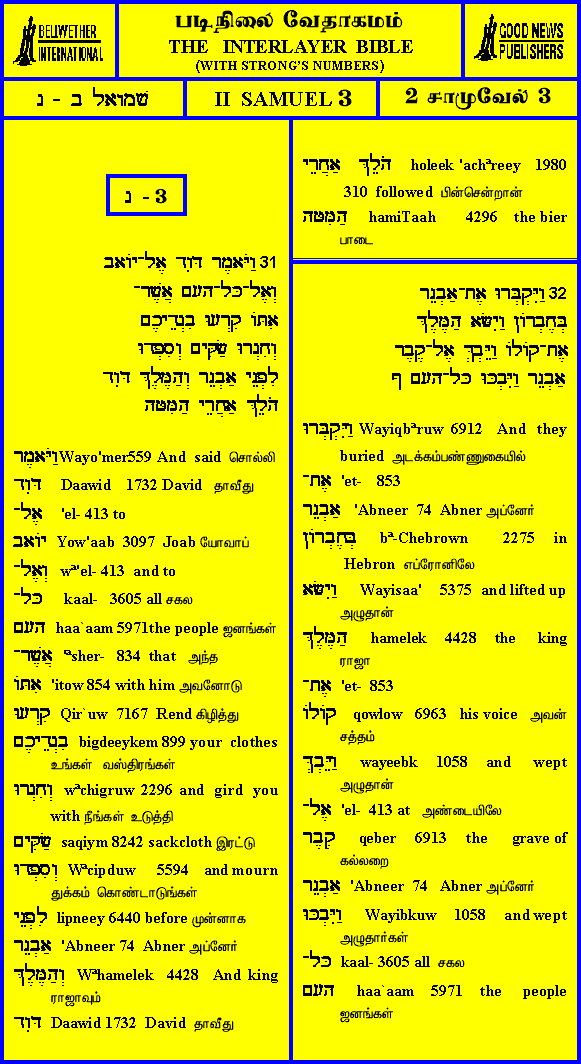 BELLWETHER
INTERNATIONAL
படிநிலை வேதாகமம்
THE INTERLAYER BIBLE
(WITH STRONG'S NUMBERS)
GOOD NEWS
PUBLISHERS
שמואל ב - נ
II SAMUEL 3
2 சாமுவேல் 3
נ - 3
31 וַיֹּאמֶר דָּוִד אֶל־יוֹאָב
וְאֶל־כָּל־הָעָם אֲשֶׁר־
אִתּוֹ קִרְעוּ בִגְדֵיכֶם
וְחִגְרוּ שַׂקִּים וְסִפְדוּ
לִפְנֵי אַבְנֵר וְהַמֶּלֶךְ דָּוִד
הֹלֵךְ אַחֲרֵי הַמִּטָּה
וַיֹּאמֶר Wayo'mer559 And said சொல்லி
דָּוִד Daawid 1732 David தாவீது
אֶל־ 'el- 413 to
יוֹאָב Yow'aab 3097 Joab யோவாப்
וְאֶל־ wª'el- 413 and to
כָּל־ kaal- 3605 all சகல
הָעָם haa`aam 5971the people ஜனங்கள்
אֲשֶׁר־ 'ªsher- 834 that அந்த
אִתּוֹ 'itow 854 with him அவனோடு
קִרְעוּ Qir`uw 7167 Rend கிழித்து
בִגְדֵיכֶם bigdeeykem 899 your clothes
உங்கள் வஸ்திரங்கள்
וְחִגְרוּ wªchigruw 2296 and gird you
with நீங்கள் உடுத்தி
שַׂקִּים saqiym 8242 sackcloth இரட்டு
וְסִפְדוּ Wªcipduw 5594 and mourn
துக்கம் கொண்டாடுங்கள்
לִפְנֵי lipneey 6440 before முன்னாக
אַבְנֵר 'Abneer 74 Abner அப்னேர்
וְהַמֶּלֶךְ Wªhamelek 4428 And king
ராஜாவும்
דָּוִד Daawid 1732 David தாவீது
הֹלֵךְ אַחֲרֵי holeek 'achªreey 1980
310 followed பின்சென்றான்
הַמִּטָּה hamiTaah 4296 the bier
பாடை
32 וַיִּקְבְּרוּ אֶת־אַבְנֵר
בְּחֶבְרוֹן וַיִּשָּׂא הַמֶּלֶךְ
אֶת־קוֹלוֹ וַיֵּבְךְּ אֶל־קֶבֶר
אַבְנֵר וַיִּבְכּוּ כָּל־הָעָם ף
וַיִּקְבְּרוּ Wayiqbªruw 6912 And they
buried அடக்கம்பண்ணுகையில்
אֶת־ 'et- 853
אַבְנֵר 'Abneer 74 Abner அப்னேர்
בְּחֶבְרוֹן bª-Chebrown 2275 in
Hebron எப்ரோனிலே
וַיִּשָּׂא Wayisaa' 5375 and lifted up
அழுதான்
הַמֶּלֶךְ hamelek 4428 the king
ராஜா
אֶת־ 'et- 853
קוֹלוֹ qowlow 6963 his voice அவன்
சத்தம்
וַיֵּבְךְּ wayeebk 1058 and wept
அழுதான்
אֶל־ 'el- 413 at அண்டையிலே
קֶבֶר qeber 6913 the grave of
கல்லறை
אַבְנֵר 'Abneer 74 Abner அப்னேர்
וַיִּבְכּוּ Wayibkuw 1058 and wept
அழுதார்கள்
כָּל־ kaal- 3605 all சகல
הָעָם haa`aam 5971 the people
ஜனங்கள்